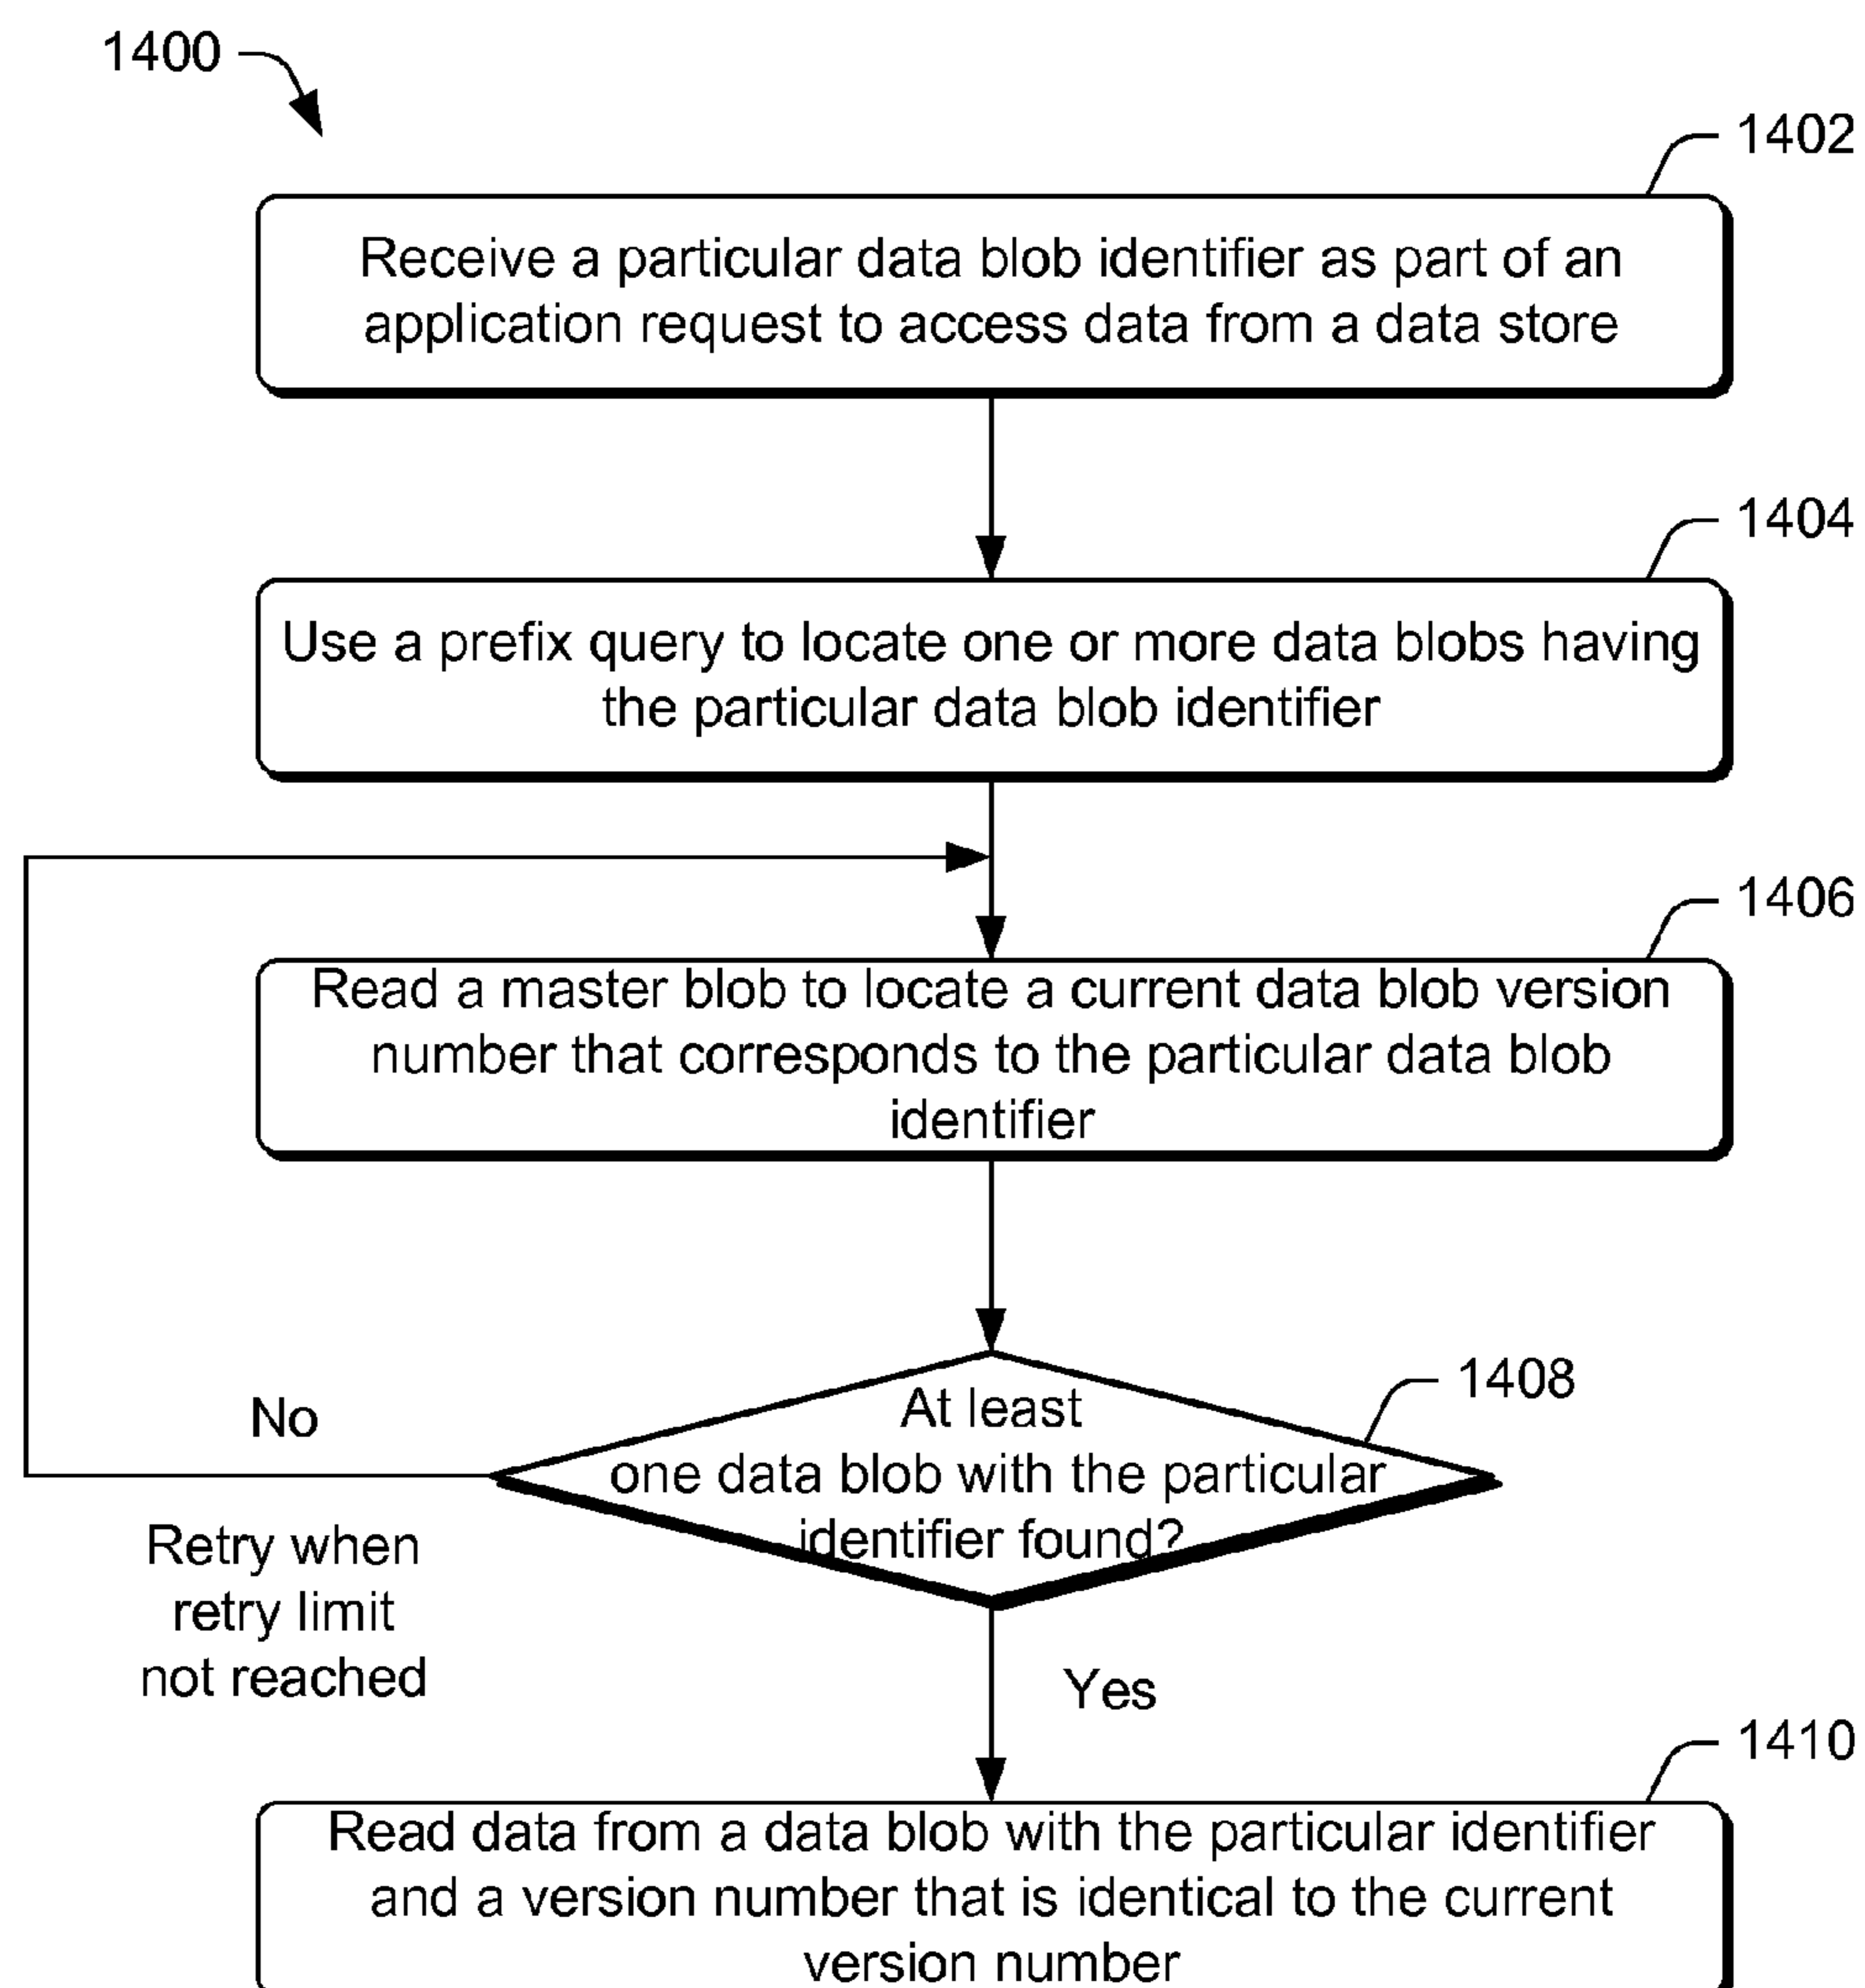 1400
1402
Receive a particular data blob identifier as part of an
application request to access data from a data store
1404
Use a prefix query to locate one or more data blobs having
the particular data blob identifier
1406
Read a master blob to locate a current data blob version
number that corresponds to the particular data blob
identifier
1408
At least
one data blob with the particular
identifier found?
No
Retry when
retry limit
not reached
Yes
1410
Read data from a data blob with the particular identifier
and a version number that is identical to the current
version number